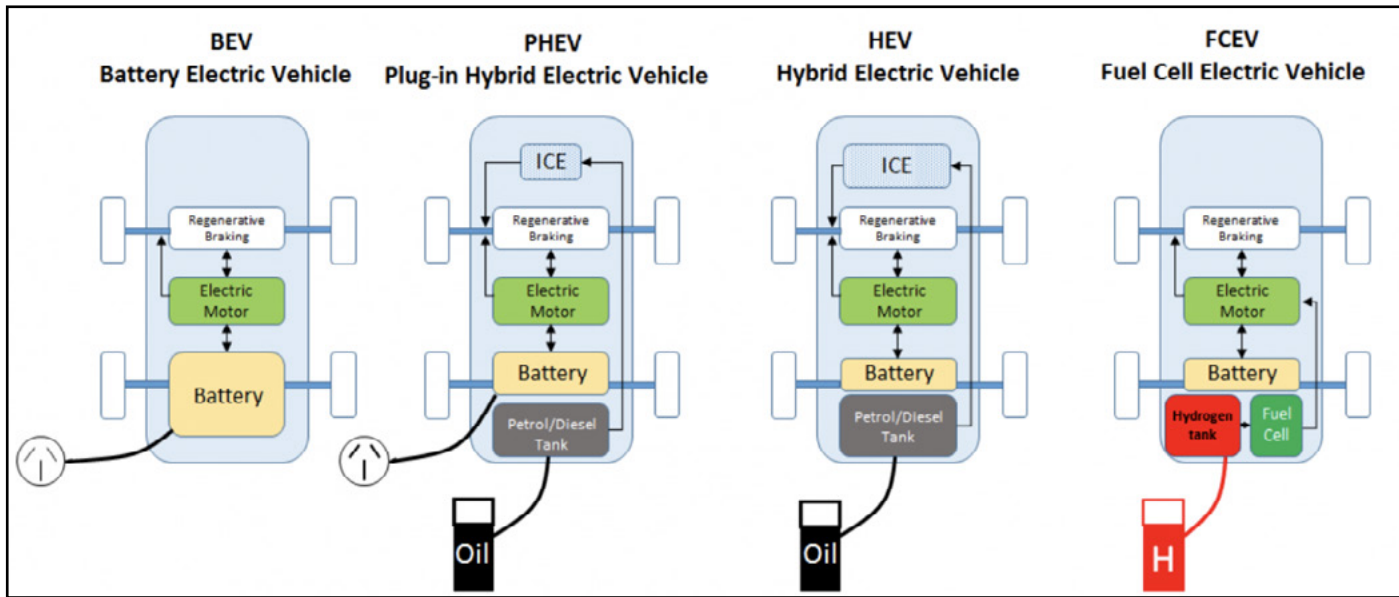 BEV
Battery Electric Vehicle
Regenerative
Braking
Electric
Motor
Battery
PHEV
Plug-in Hybrid Electric Vehicle
ICE
Regenerative
Braking
Electric
Motor
Battery
Petrol/Diesel
Tank
Oil
HEV
Hybrid Electric Vehicle
ICE
Regenerative
Braking
Electric
Motor
Battery
Petrol/Diesel
Tank
Oil
FCEV
Fuel Cell Electric Vehicle
Regenerative
Braking
Electric
Motor
Battery
Hydrogen
tank
Fuel
Cell
H